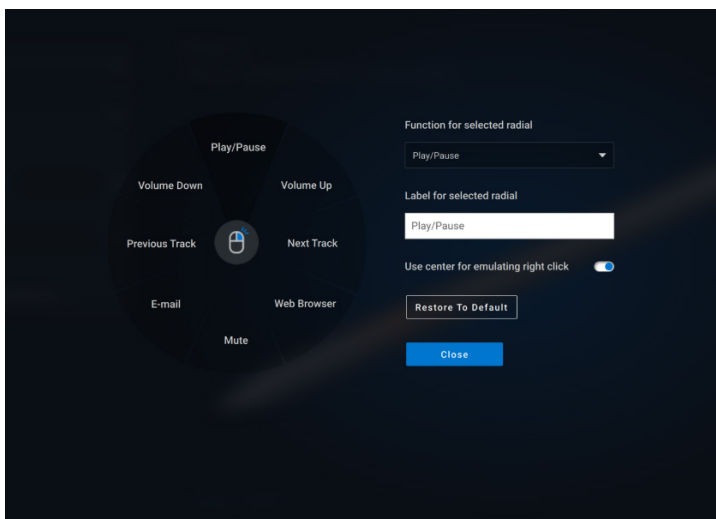 Play/Pause
Volume Down
Volume Up
Previous Track
Next Track
E-mail
Web Browser
Mute
Function for selected radial
Play/Pause
Label for selected radial
Play/Pause
Use center for emulating right click
Restore To Default
Close